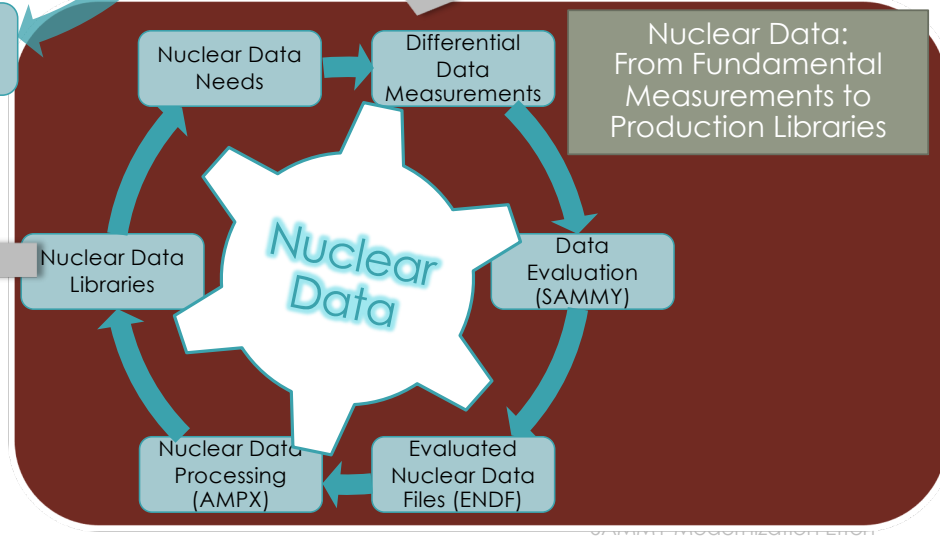 Nuclear Data:
From Fundamental
Measurements to
Production Libraries
Nuclear Data
Needs
Differential
Data
Measurements
Data
Evaluation
(SAMMY)
Evaluated
Nuclear Data
Files (ENDF)
Nuclear Data
Processing
(AMPX)
Nuclear Data
Libraries
Nuclear
Data